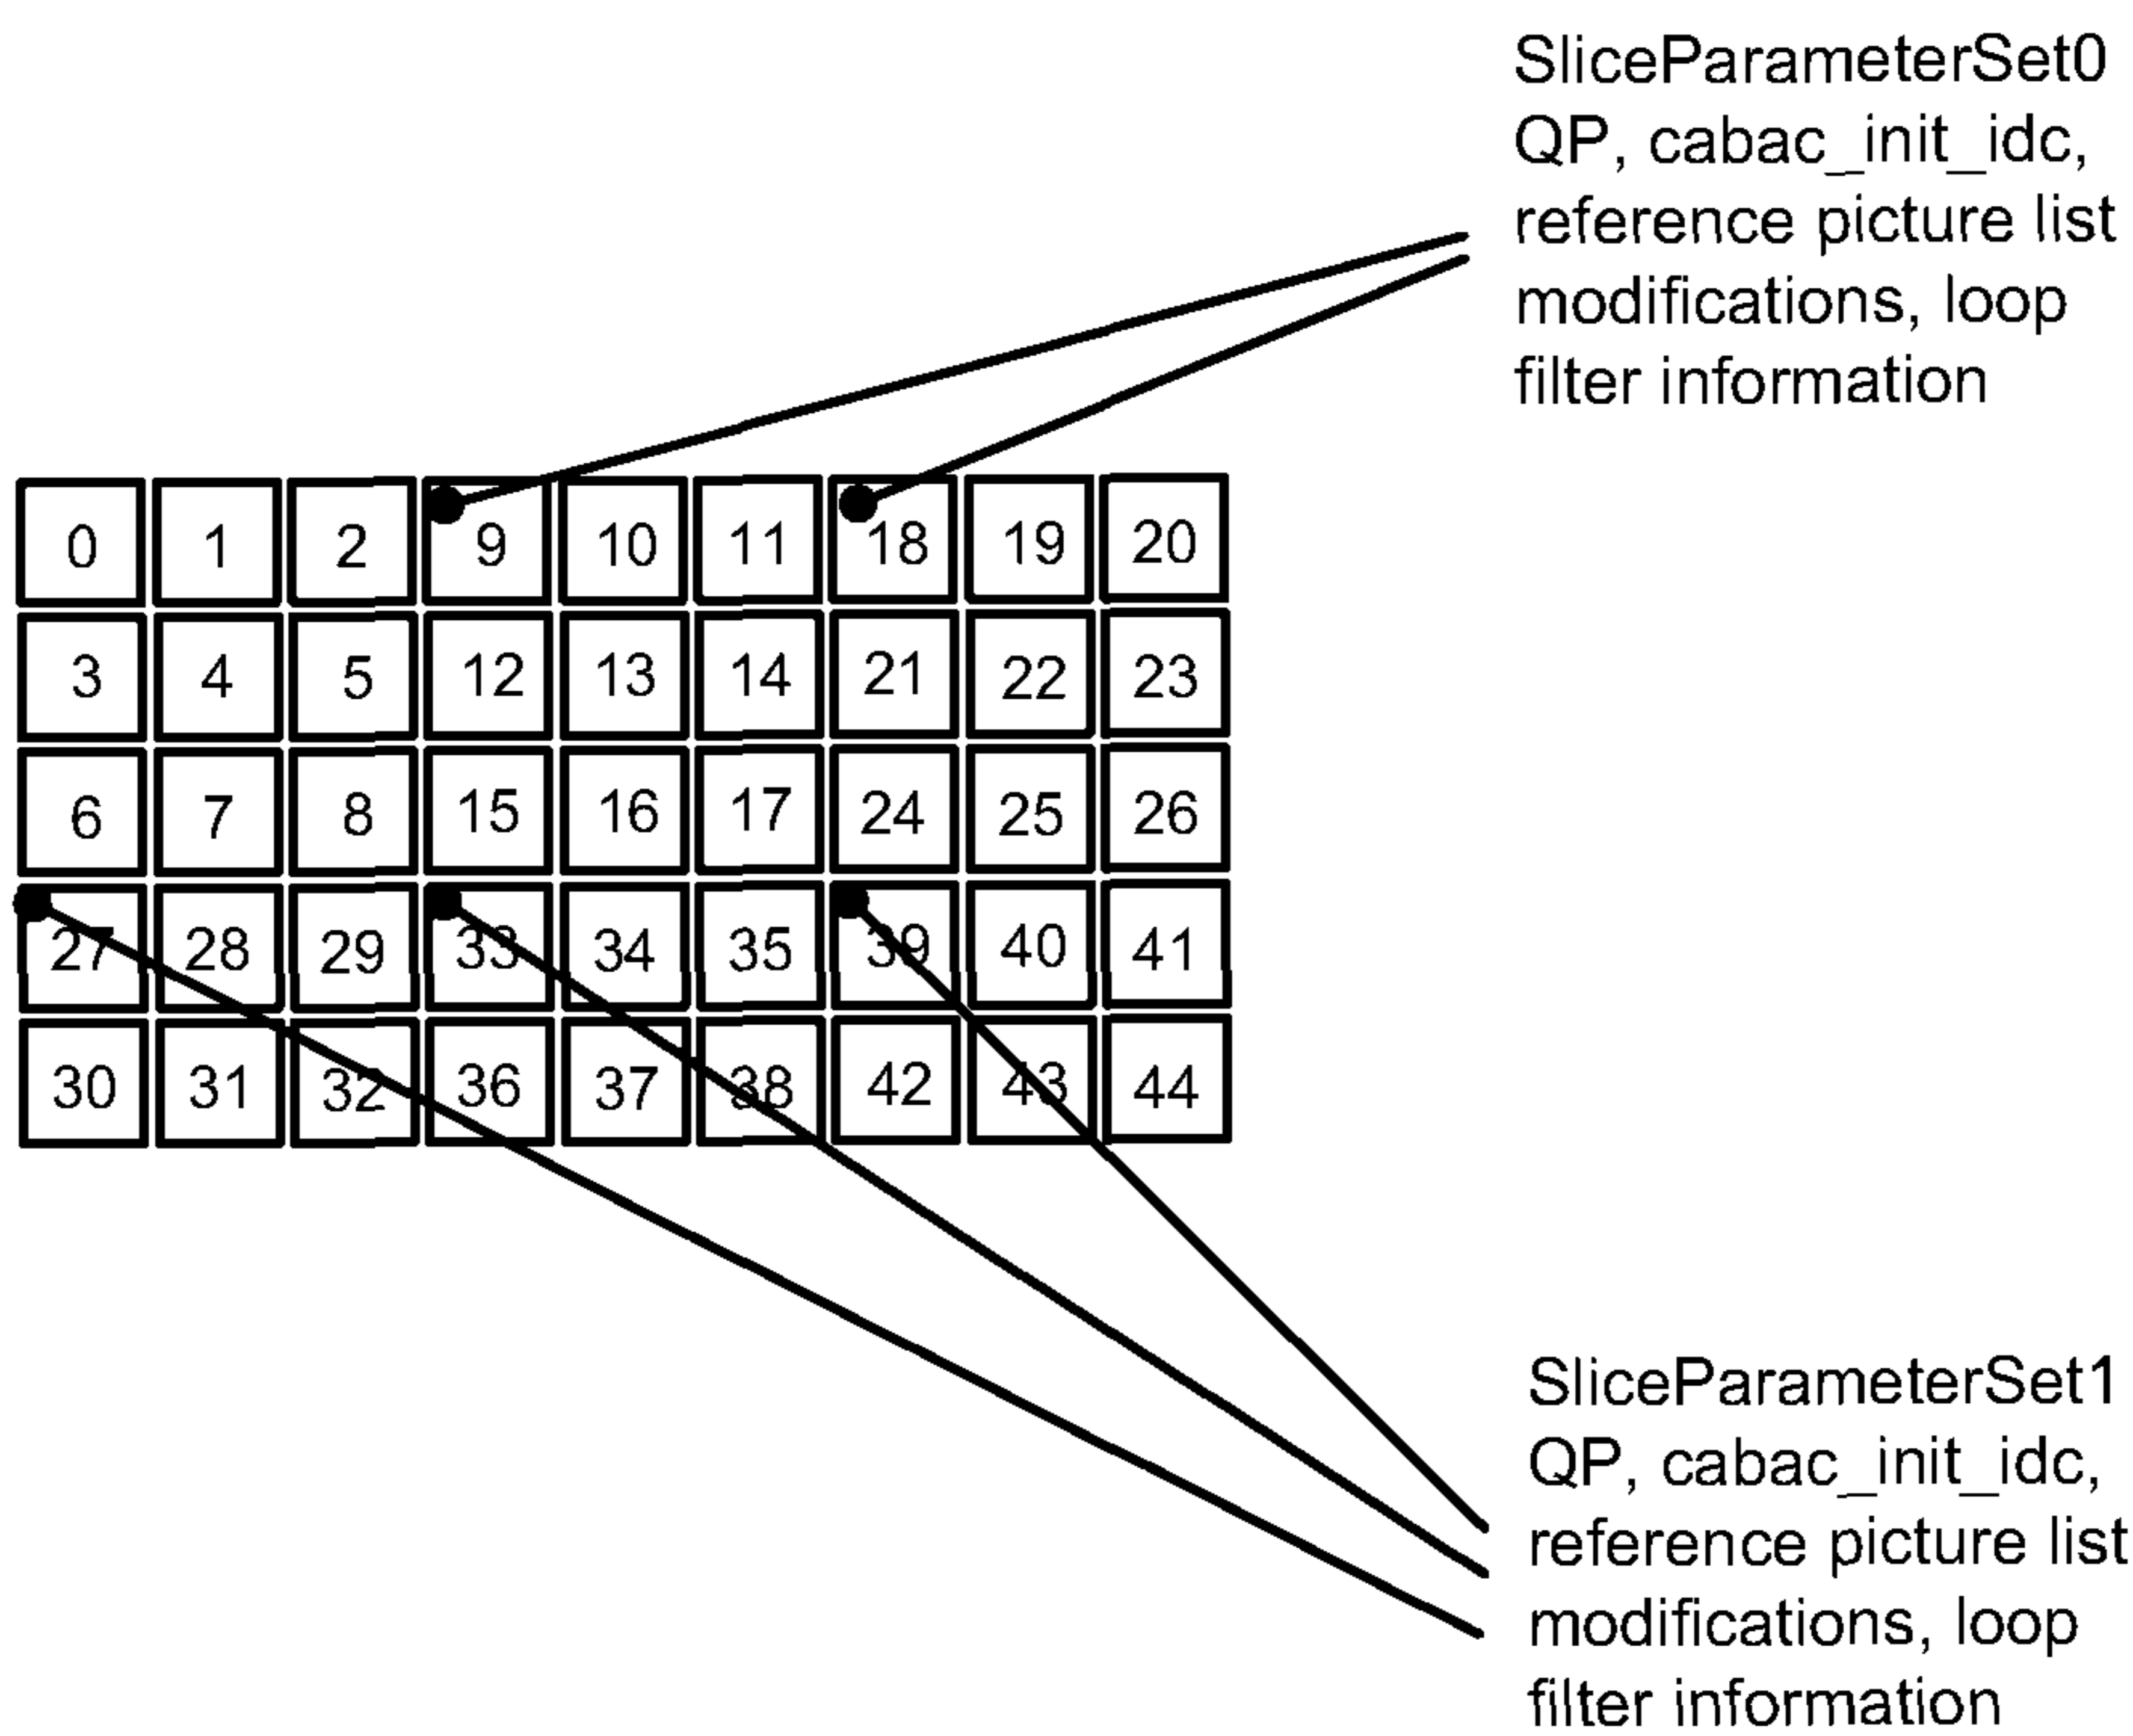 SliceParameterSet0
QP, cabac_init_idc,
reference picture list
modifications, loop
filter information
0 1 2 9 10 11 18 19 20
3 4 5 12 13 14 21 22 23
6 7 8 15 16 17 24 25 26
27 28 29 33 34 35 39 40 41
30 31 32 36 37 38 42 43 44
SliceParameterSet1
QP, cabac_init_idc,
reference picture list
modifications, loop
filter information